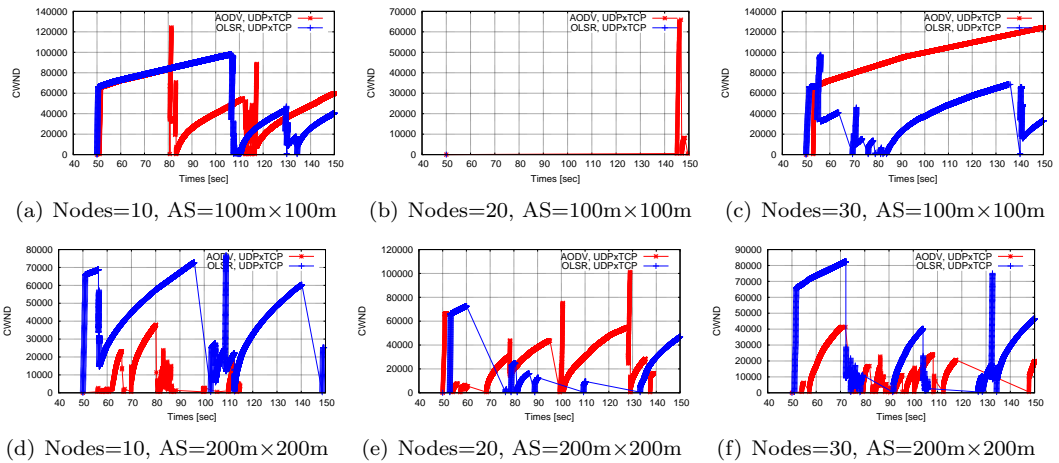 140000
120000
100000
80000
60000
40000
20000
0
CWND
AODV, UDPxTCP
OLSR, UDPxTCP
40 50 60 70 80 90 100 110 120 130 140 150
Times [sec]
(a) Nodes=10, AS=100m×100m
70000
60000
50000
40000
30000
20000
10000
0
CWND
AODV, UDPxTCP
OLSR, UDPxTCP
40 50 60 70 80 90 100 110 120 130 140 150
Times [sec]
(b) Nodes=20, AS=100m×100m
140000
120000
100000
80000
60000
40000
20000
0
CWND
AODV, UDPxTCP
OLSR, UDPxTCP
40 50 60 70 80 90 100 110 120 130 140 150
Times [sec]
(c) Nodes=30, AS=100m×100m
80000
70000
60000
50000
40000
30000
20000
10000
0
CWND
AODV, UDPxTCP
OLSR, UDPxTCP
40 50 60 70 80 90 100 110 120 130 140 150
Times [sec]
(d) Nodes=10, AS=200m×200m
120000
100000
80000
60000
40000
20000
0
CWND
AODV, UDPxTCP
OLSR, UDPxTCP
40 50 60 70 80 90 100 110 120 130 140 150
Times [sec]
(e) Nodes=20, AS=200m×200m
90000
80000
70000
60000
50000
40000
30000
20000
10000
0
CWND
AODV, UDPxTCP
OLSR, UDPxTCP
40 50 60 70 80 90 100 110 120 130 140 150
Times [sec]
(f) Nodes=30, AS=200m×200m